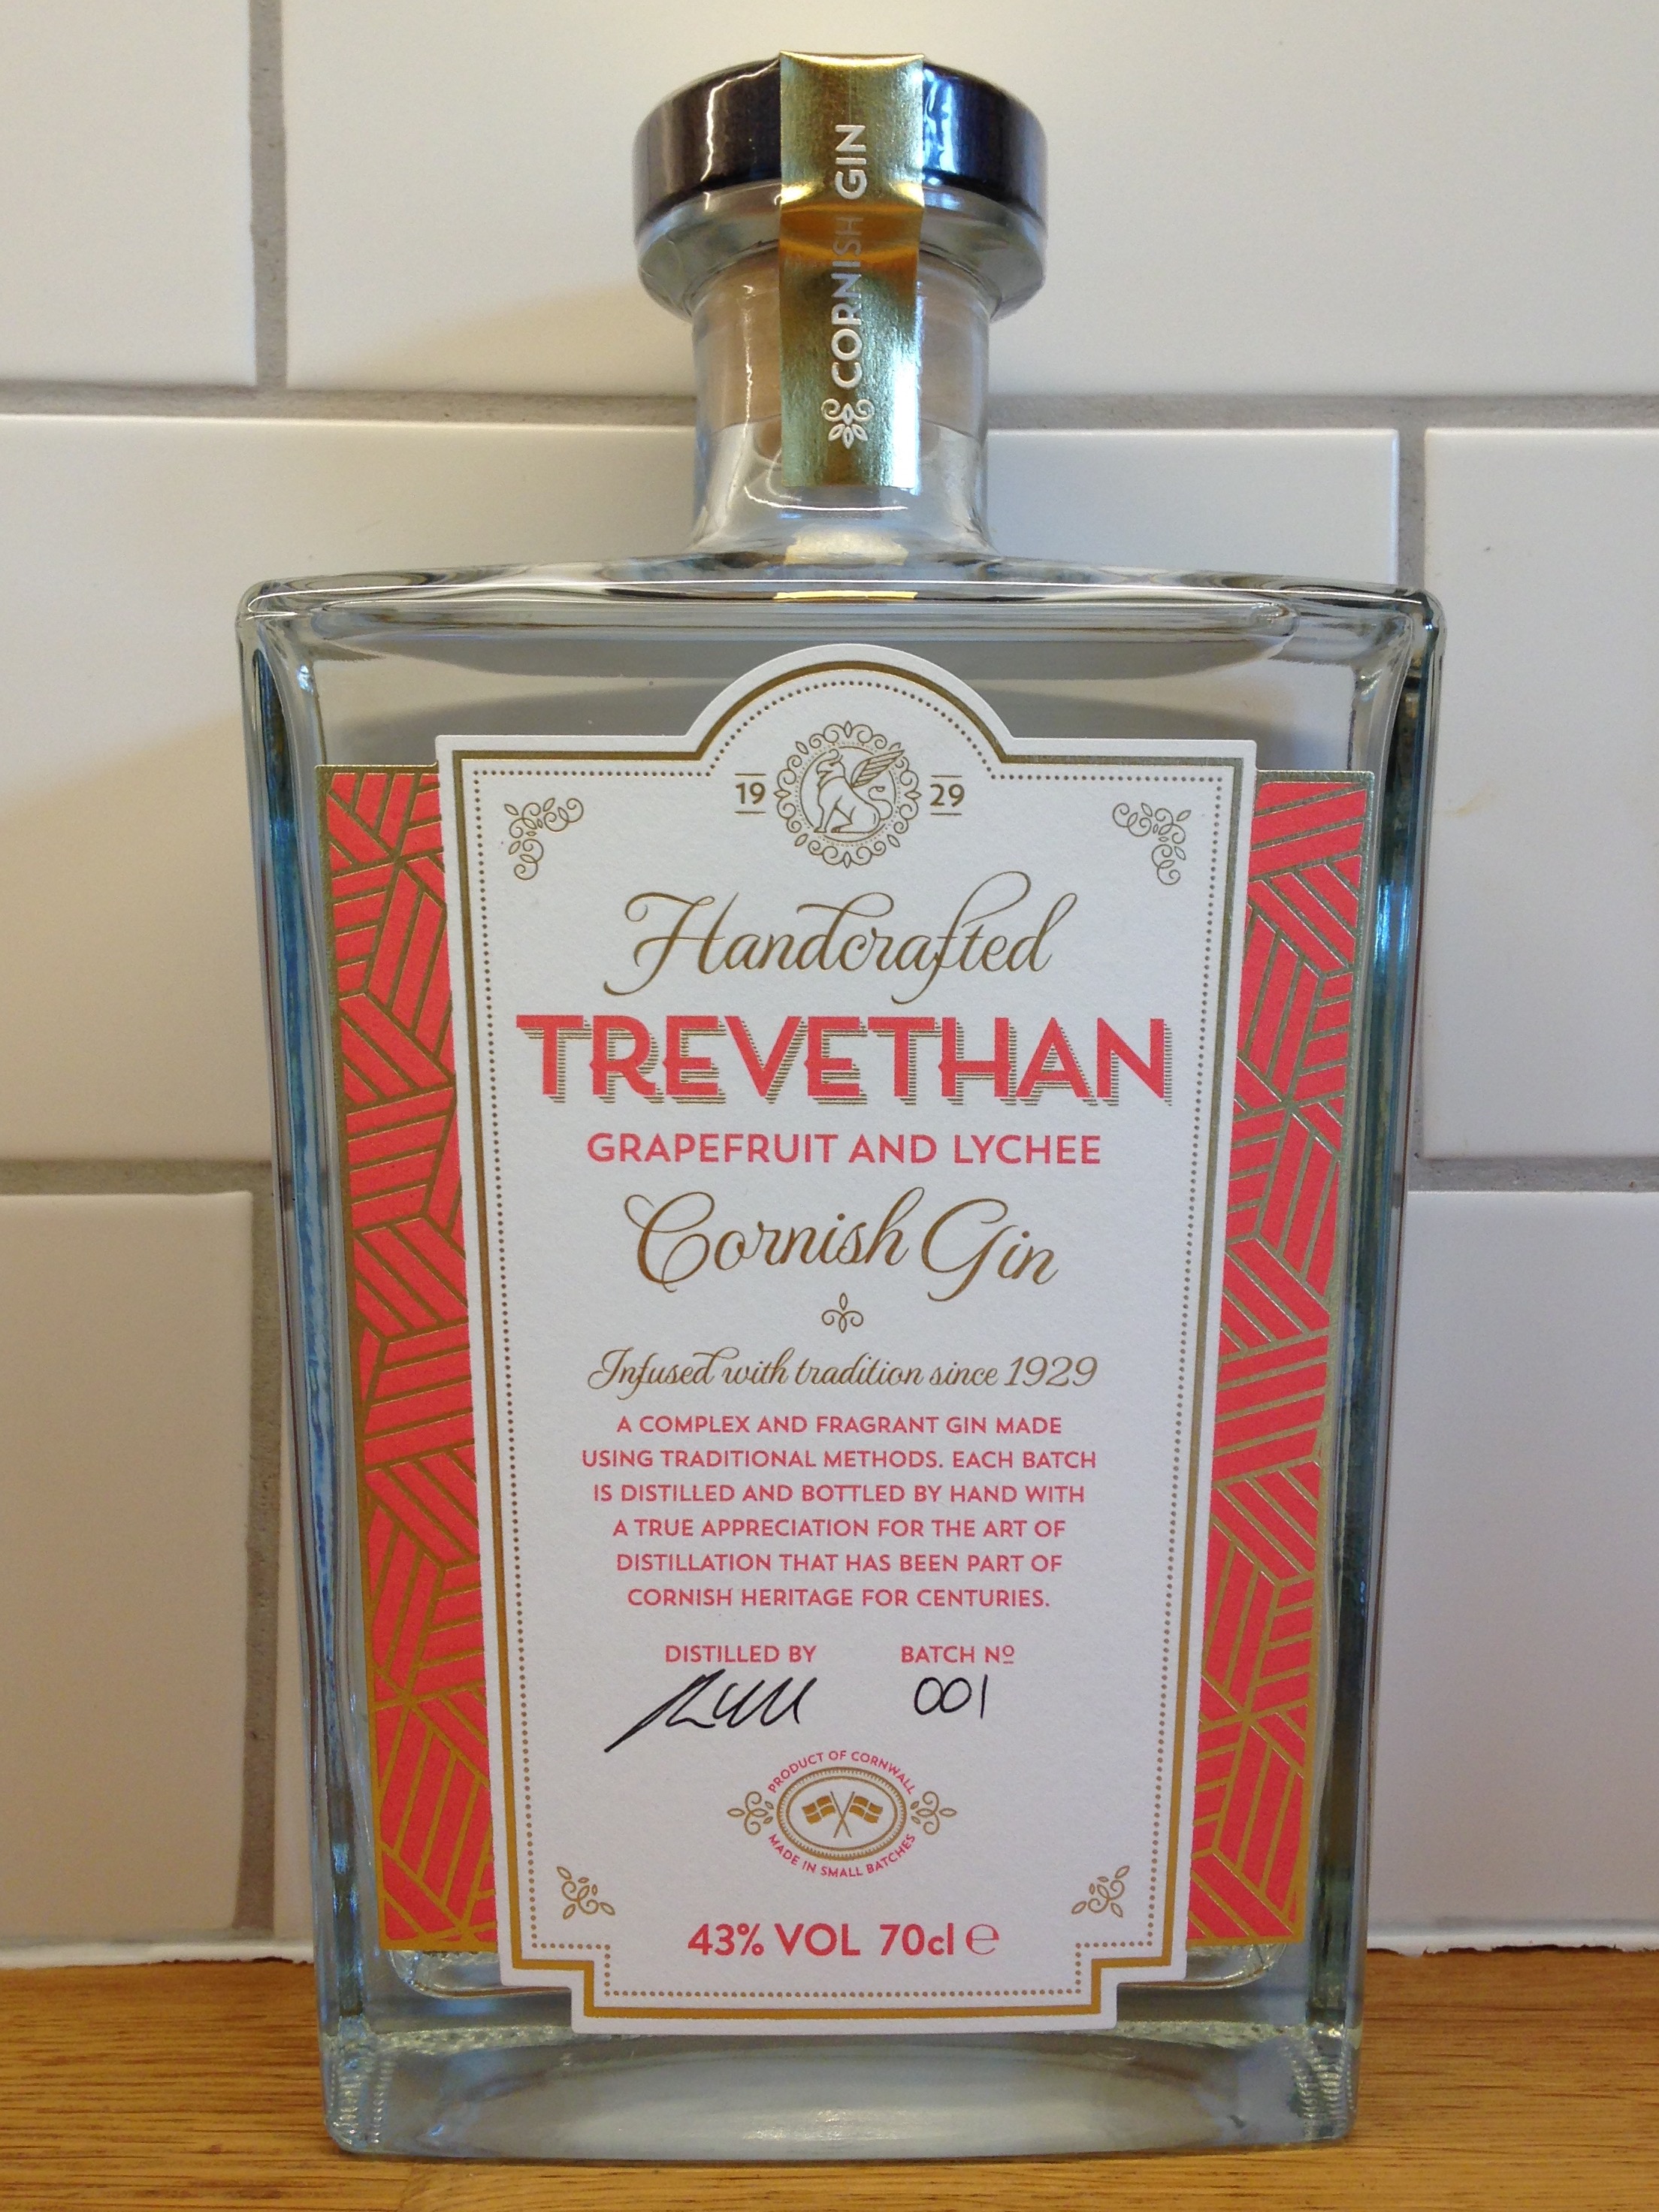 CORNISH GIN
19 29
Handcrafted
TREVETHAN
GRAPEFRUIT AND LYCHEE
Cornish Gin
Infused with tradition since 1929
A COMPLEX AND FRAGRANT GIN MADE
USING TRADITIONAL METHODS. EACH BATCH
IS DISTILLED AND BOTTLED BY HAND WITH
A TRUE APPRECIATION FOR THE ART OF
DISTILLATION THAT HAS BEEN PART OF
CORNISH HERITAGE FOR CENTURIES.
DISTILLED BY BATCH Nº
001
PRODUCT OF CORNWALL
MADE IN SMALL BATCHES
43% VOL 70cl ℮